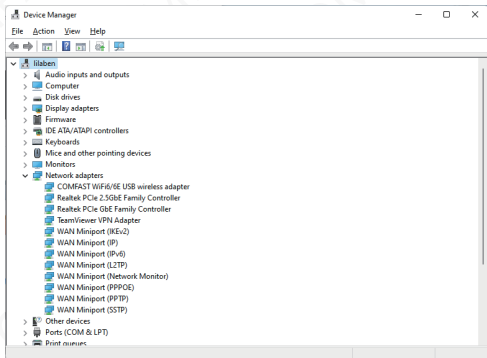 Device Manager
File Action View Help
lilaben
Audio inputs and outputs
Computer
Disk drives
Display adapters
Firmware
IDE ATA/ATAPI controllers
Keyboards
Mice and other pointing devices
Monitors
Network adapters
COMFAST WiFi6/6E USB wireless adapter
Realtek PCIe 2.5GbE Family Controller
Realtek PCIe GbE Family Controller
TeamViewer VPN Adapter
WAN Miniport (IKEv2)
WAN Miniport (IP)
WAN Miniport (IPv6)
WAN Miniport (L2TP)
WAN Miniport (Network Monitor)
WAN Miniport (PPPOE)
WAN Miniport (PPTP)
WAN Miniport (SSTP)
Other devices
Ports (COM & LPT)
Print queues